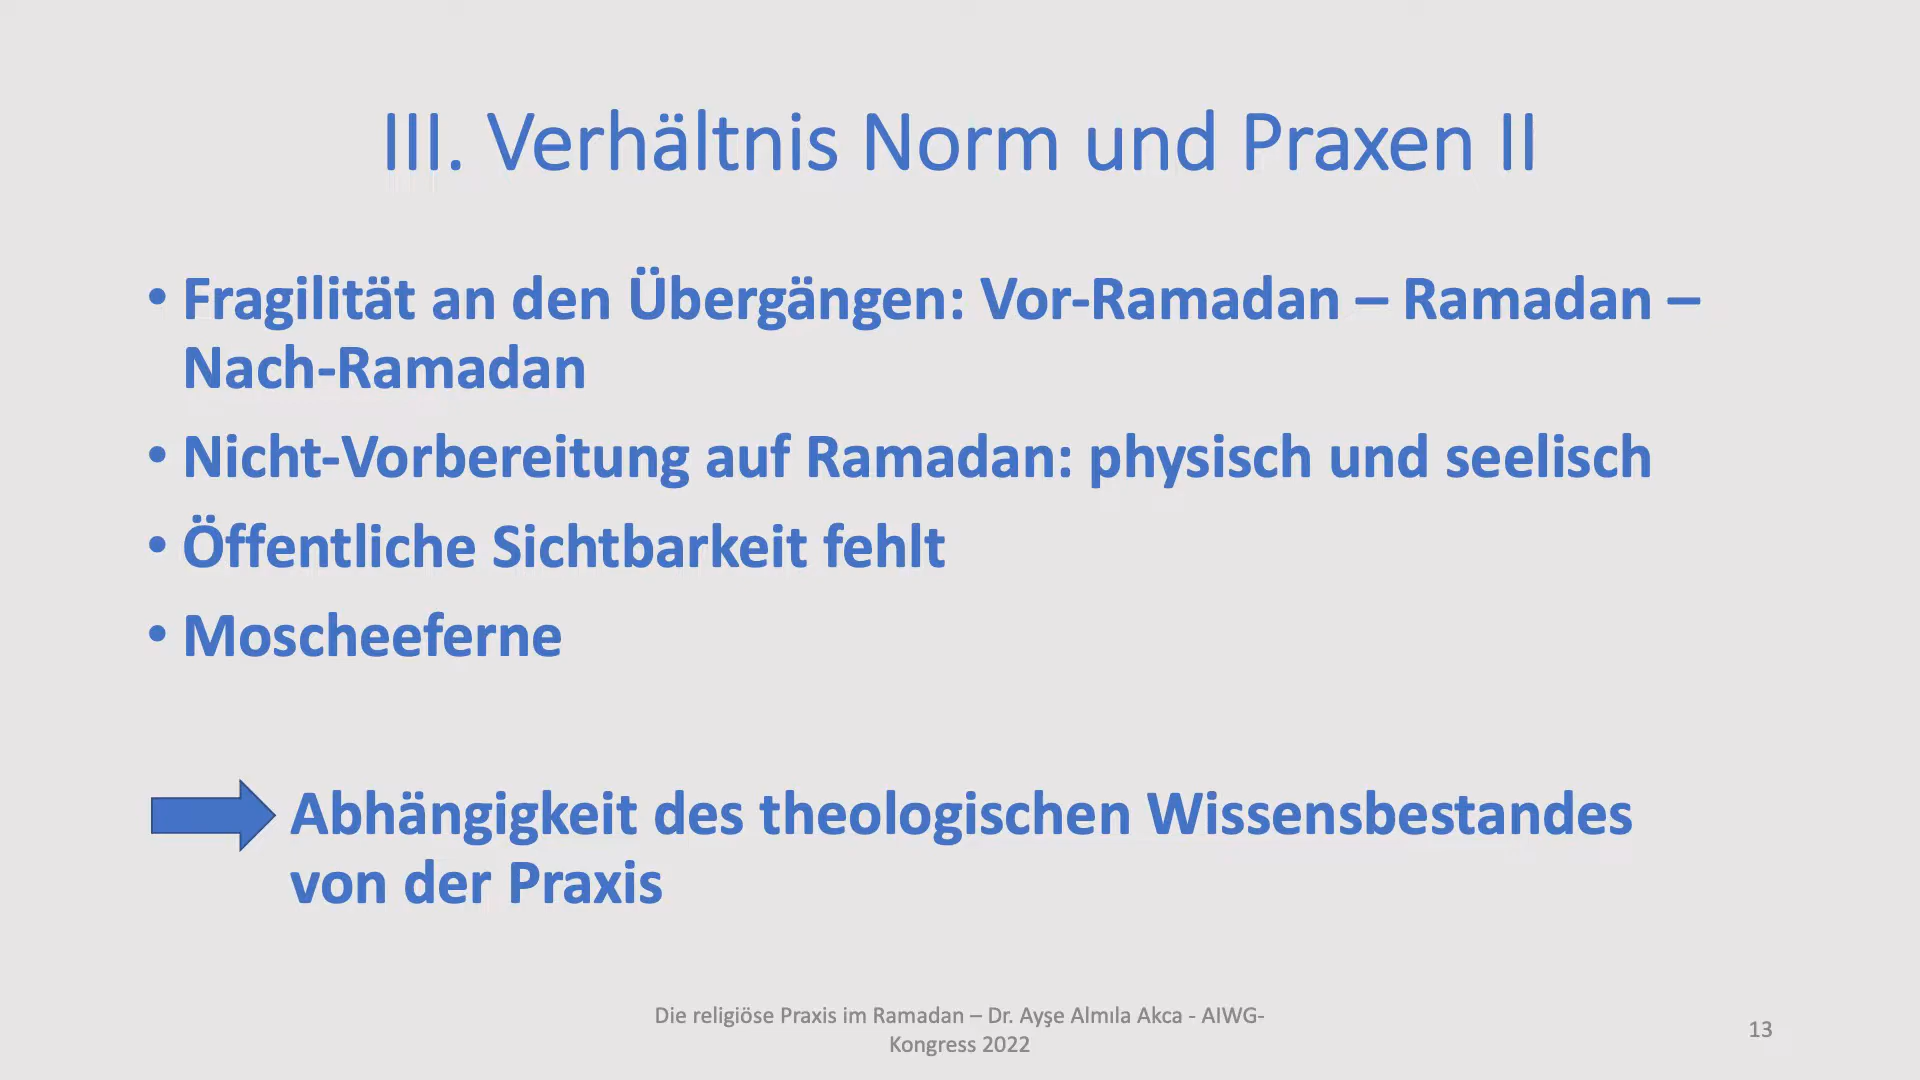 III. Verhältnis Norm und Praxen II
• Fragilität an den Übergängen: Vor-Ramadan – Ramadan –
Nach-Ramadan
• Nicht-Vorbereitung auf Ramadan: physisch und seelisch
• Öffentliche Sichtbarkeit fehlt
• Moscheeferne
Abhängigkeit des theologischen Wissensbestandes
von der Praxis
Die religiöse Praxis im Ramadan – Dr. Ayşe Almıla Akca - AIWG-
Kongress 2022
13